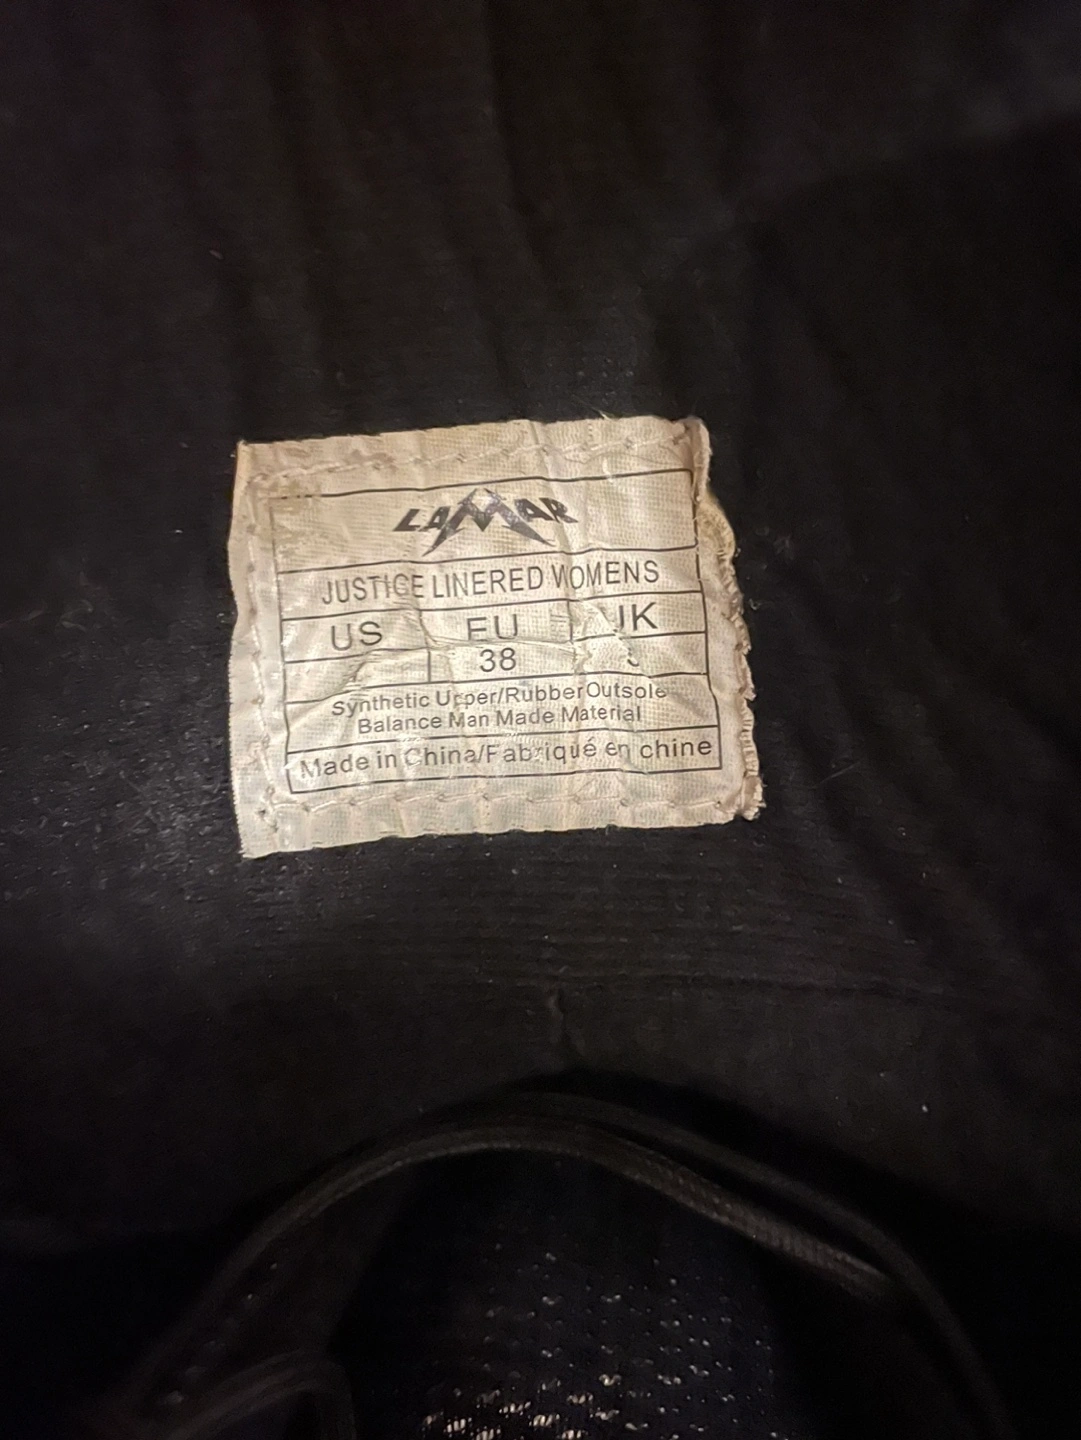 LAMAR
JUSTICE LINERED WOMENS
US EU UK
38
Synthetic Upper/Rubber Outsole
Balance Man Made Material
Made in China/Fabriqué en chine